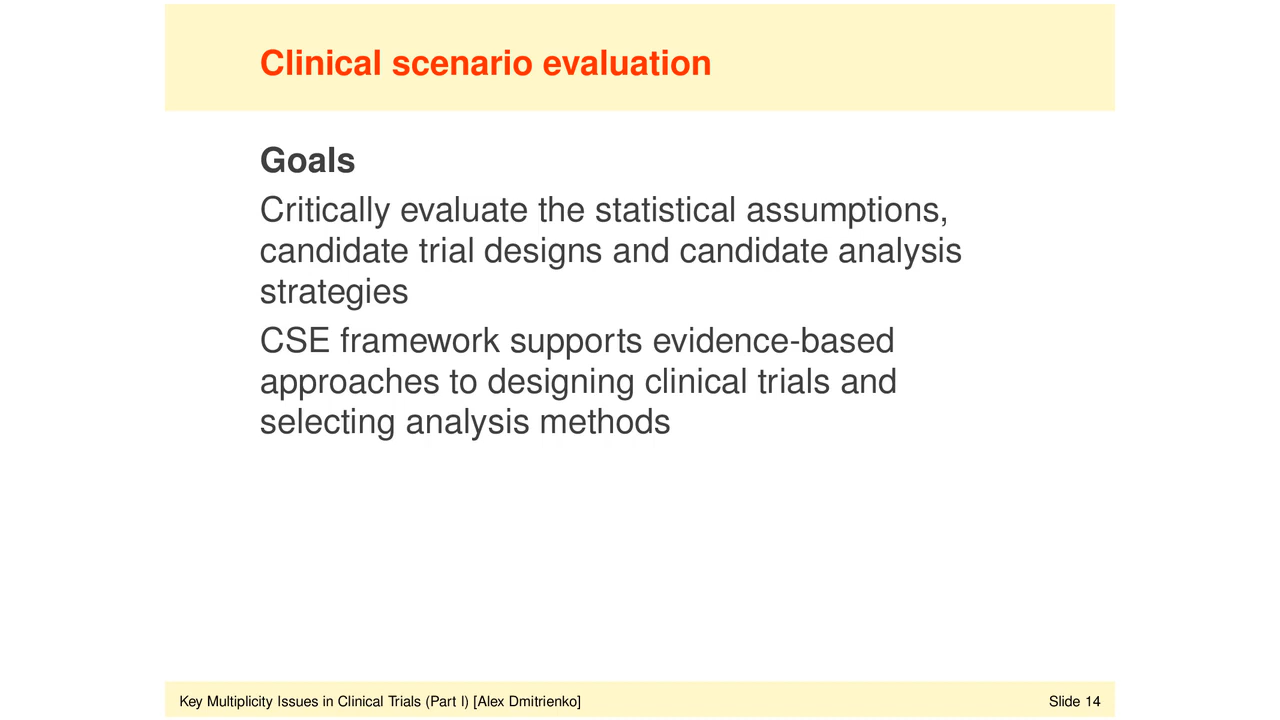 Clinical scenario evaluation
Goals
Critically evaluate the statistical assumptions,
candidate trial designs and candidate analysis
strategies
CSE framework supports evidence-based
approaches to designing clinical trials and
selecting analysis methods
Key Multiplicity Issues in Clinical Trials (Part I) [Alex Dmitrienko]
Slide 14